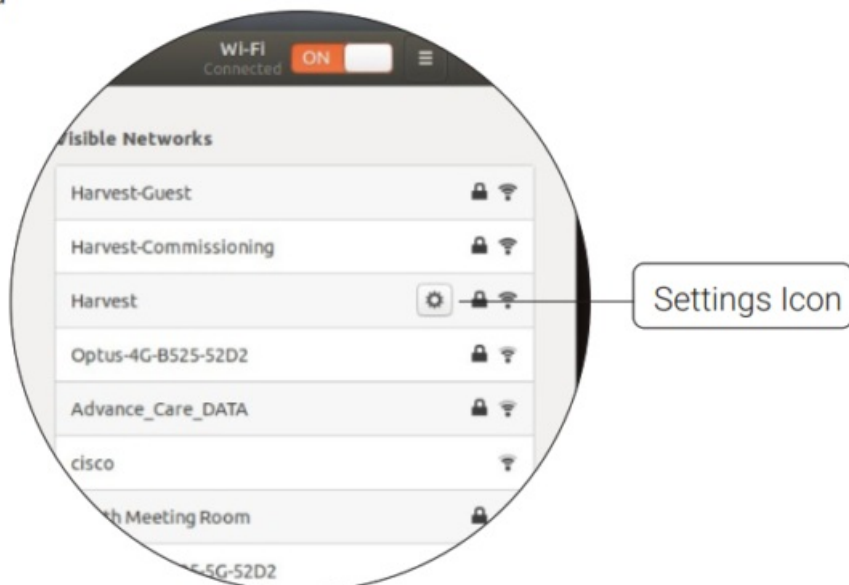 Wi-Fi
Connected
ON
Visible Networks
Harvest-Guest
Harvest-Commissioning
Harvest
Settings Icon
Optus-4G-B525-52D2
Advance_Care_DATA
cisco
Meeting Room
5G-52D2